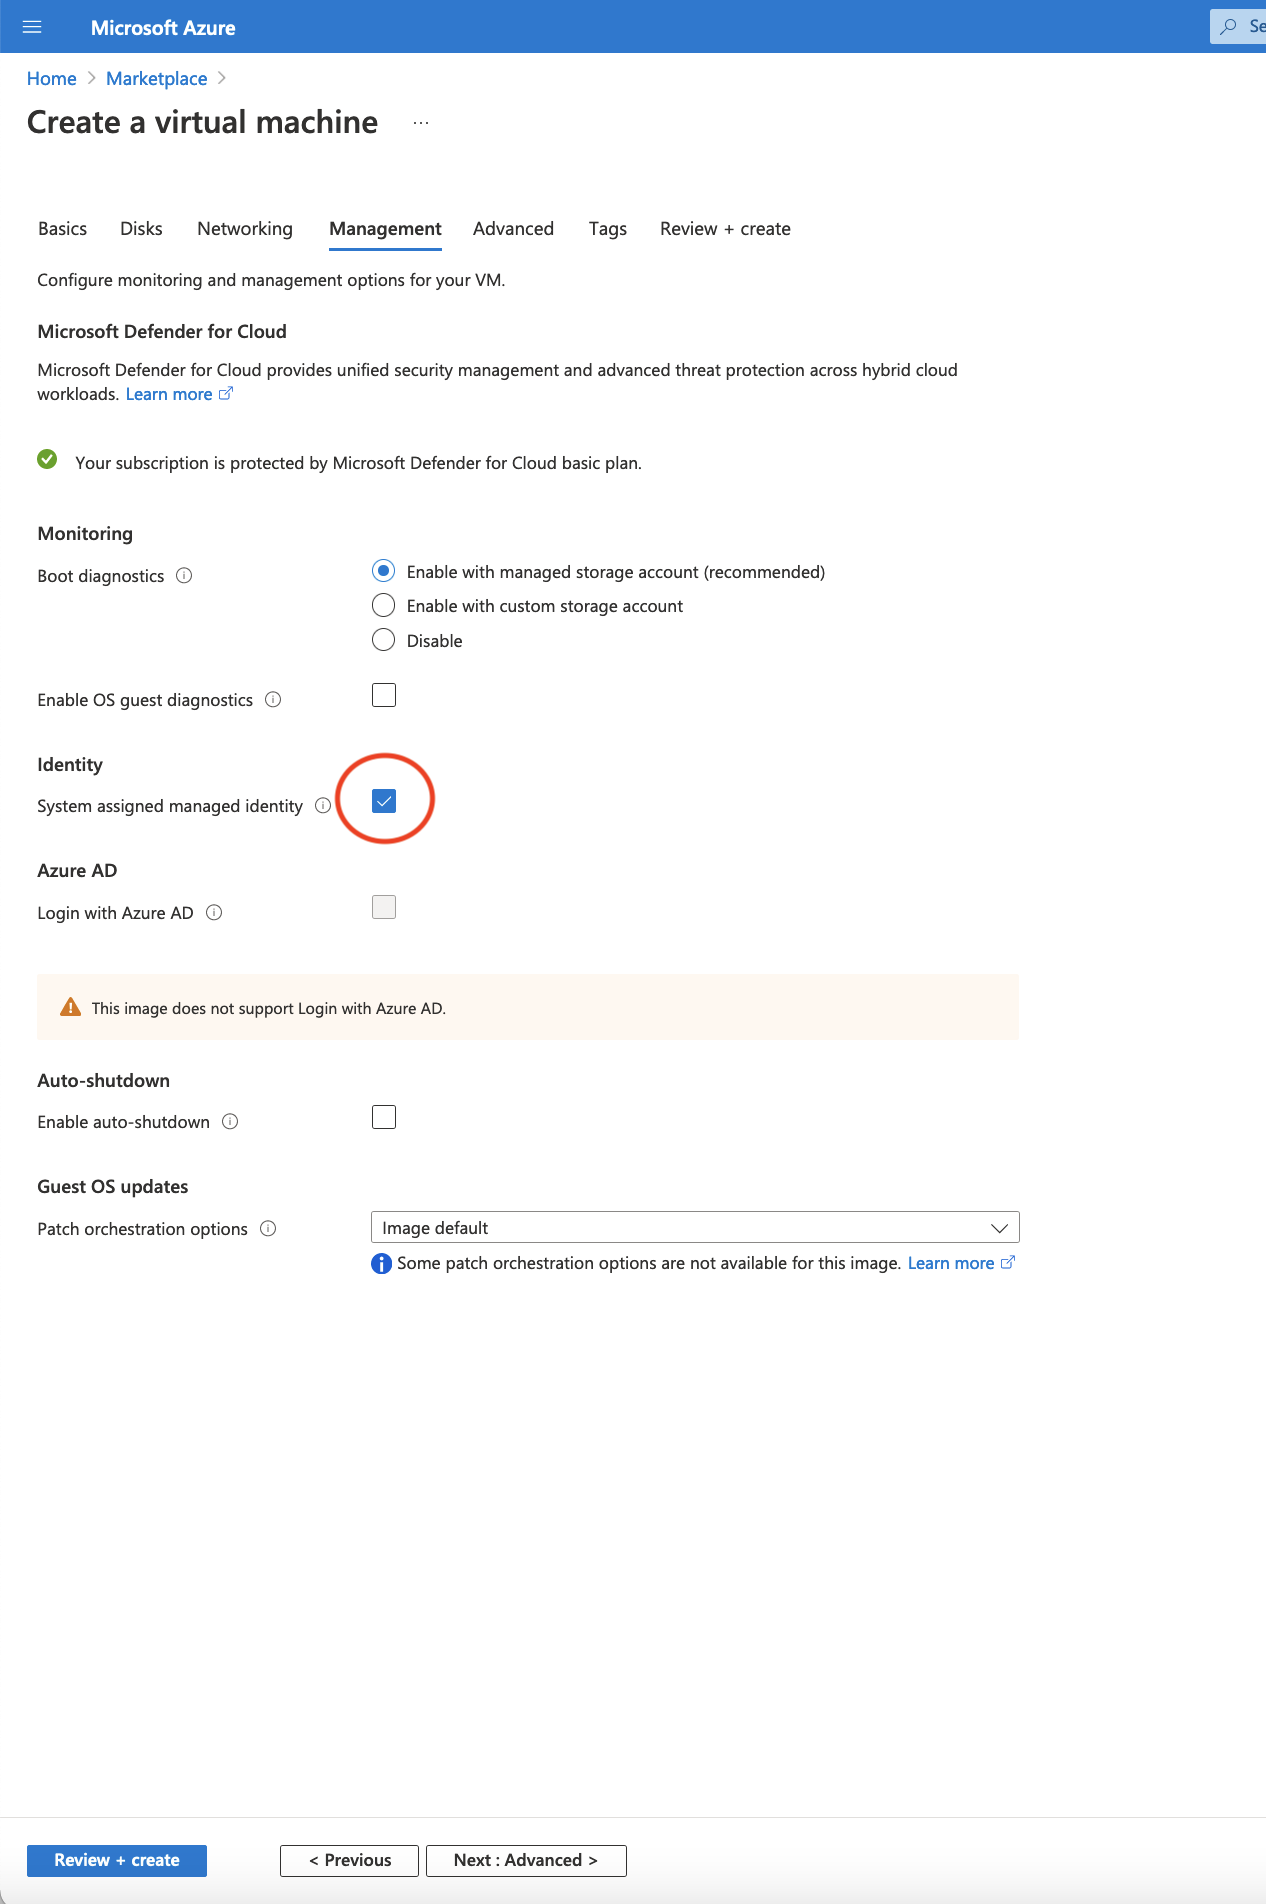 Microsoft Azure
Home > Marketplace >
Create a virtual machine ...
Basics Disks Networking Management Advanced Tags Review + create
Configure monitoring and management options for your VM.
Microsoft Defender for Cloud
Microsoft Defender for Cloud provides unified security management and advanced threat protection across hybrid cloud
workloads. Learn more
Your subscription is protected by Microsoft Defender for Cloud basic plan.
Monitoring
Boot diagnostics
Enable with managed storage account (recommended)
Enable with custom storage account
Disable
Enable OS guest diagnostics
Identity
System assigned managed identity
Azure AD
Login with Azure AD
This image does not support Login with Azure AD.
Auto-shutdown
Enable auto-shutdown
Guest OS updates
Patch orchestration options
Image default
Some patch orchestration options are not available for this image. Learn more
Review + create
< Previous
Next : Advanced >